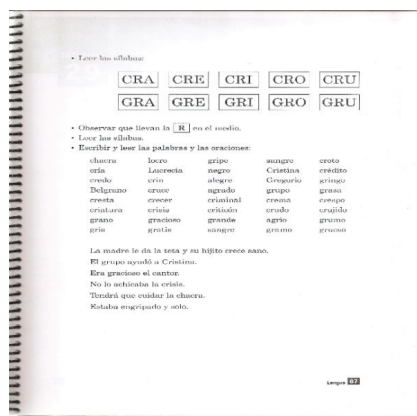 • Leer las sílabas:
CRA CRE CRI CRO CRU
GRA GRE GRI GRO GRU
• Observar que llevan la R en el medio.
• Leer las sílabas.
• Escribir y leer las palabras y las oraciones:
chacra locro gripe sangre croto
cría Lucrecia negro Cristina crédito
credo crin alegre Gregorio gringo
Belgrano cruce agrado grupo grasa
cresta crecer criminal crema crespo
criatura crisis criticón crudo crujido
grano gracioso grande agrio grumo
gris gratis sangre gramo grueso
La madre le da la teta y su hijito crece sano.
El grupo ayudó a Cristina.
Era gracioso el cantor.
No lo achicaba la crisis.
Tendrá que cuidar la chacra.
Estaba engripado y solo.
Lengua 87